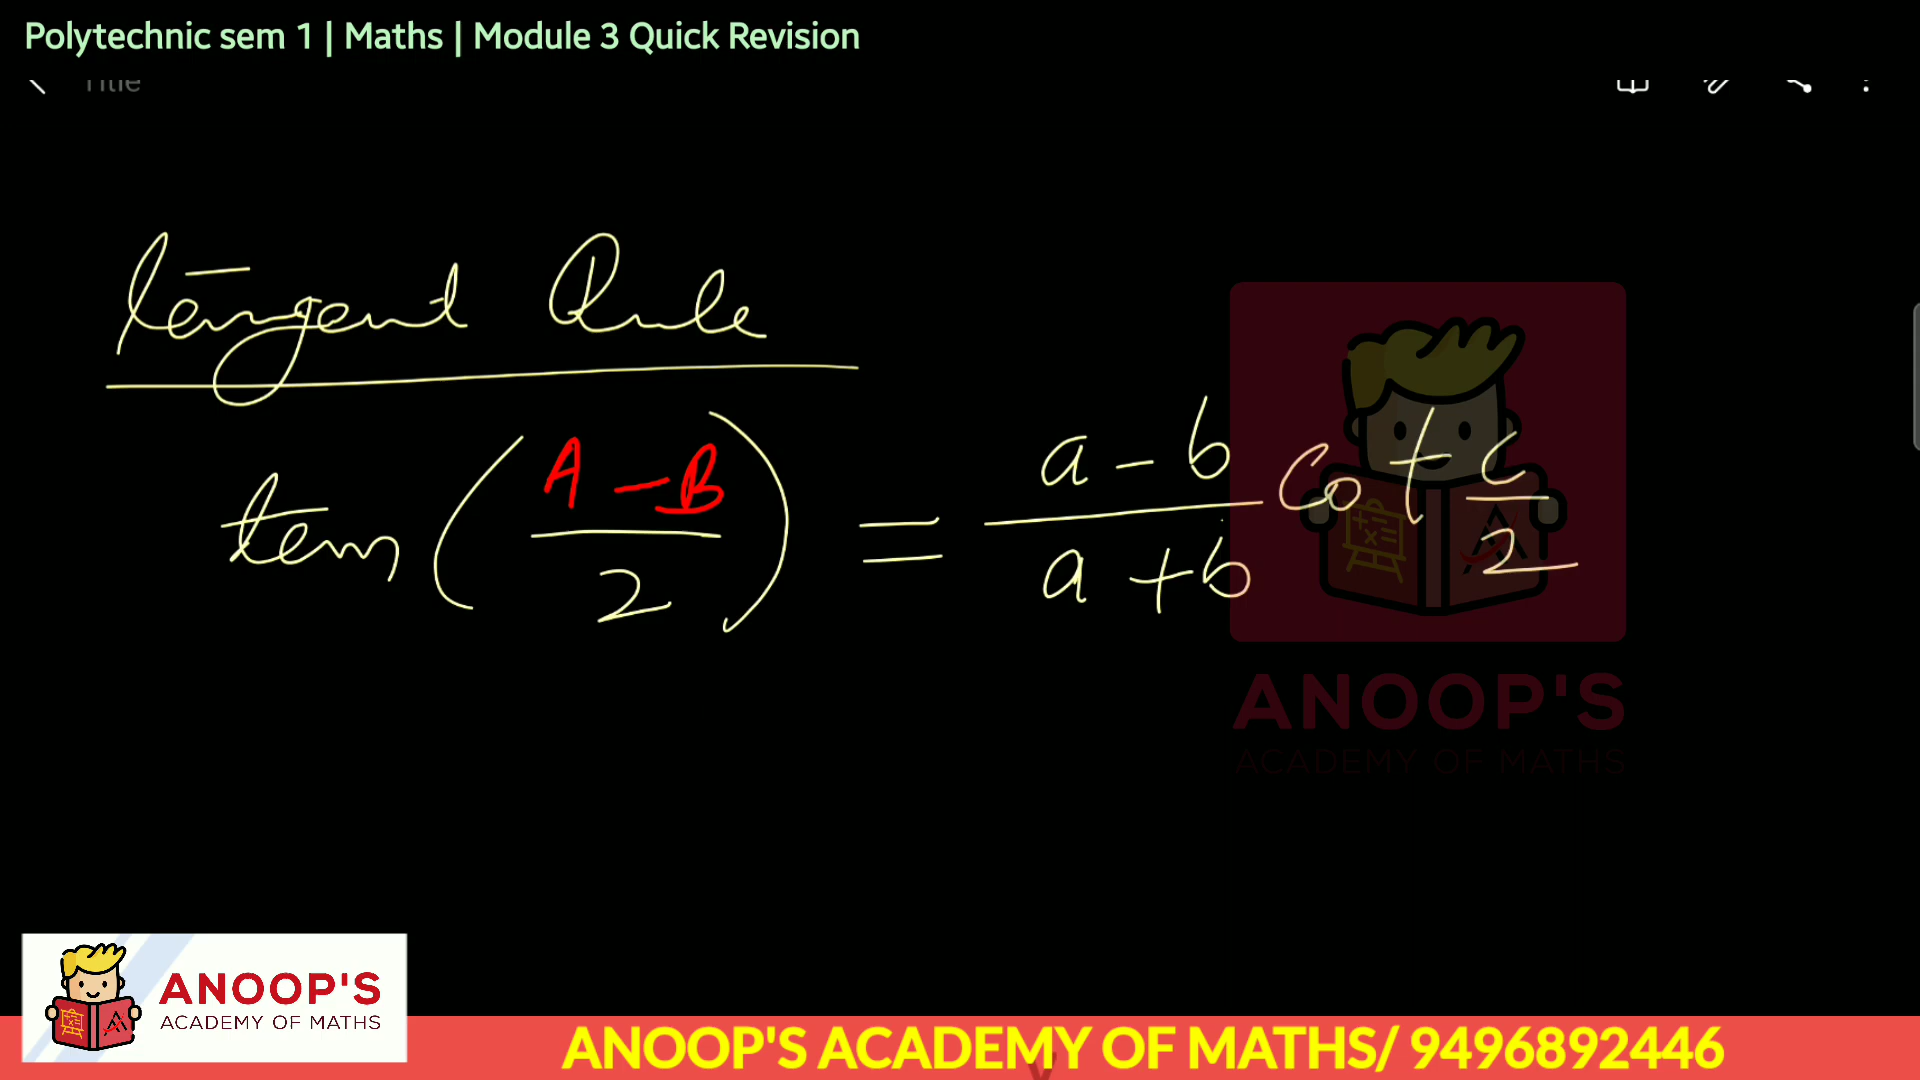 Polytechnic sem 1 | Maths | Module 3 Quick Revision
Title
Tangent Rule
tan (A - B / 2) = a - b / a + b cot c / 2
ANOOP'S
ACADEMY OF MATHS
ANOOP'S
ACADEMY OF MATHS
ANOOP'S ACADEMY OF MATHS/ 9496892446